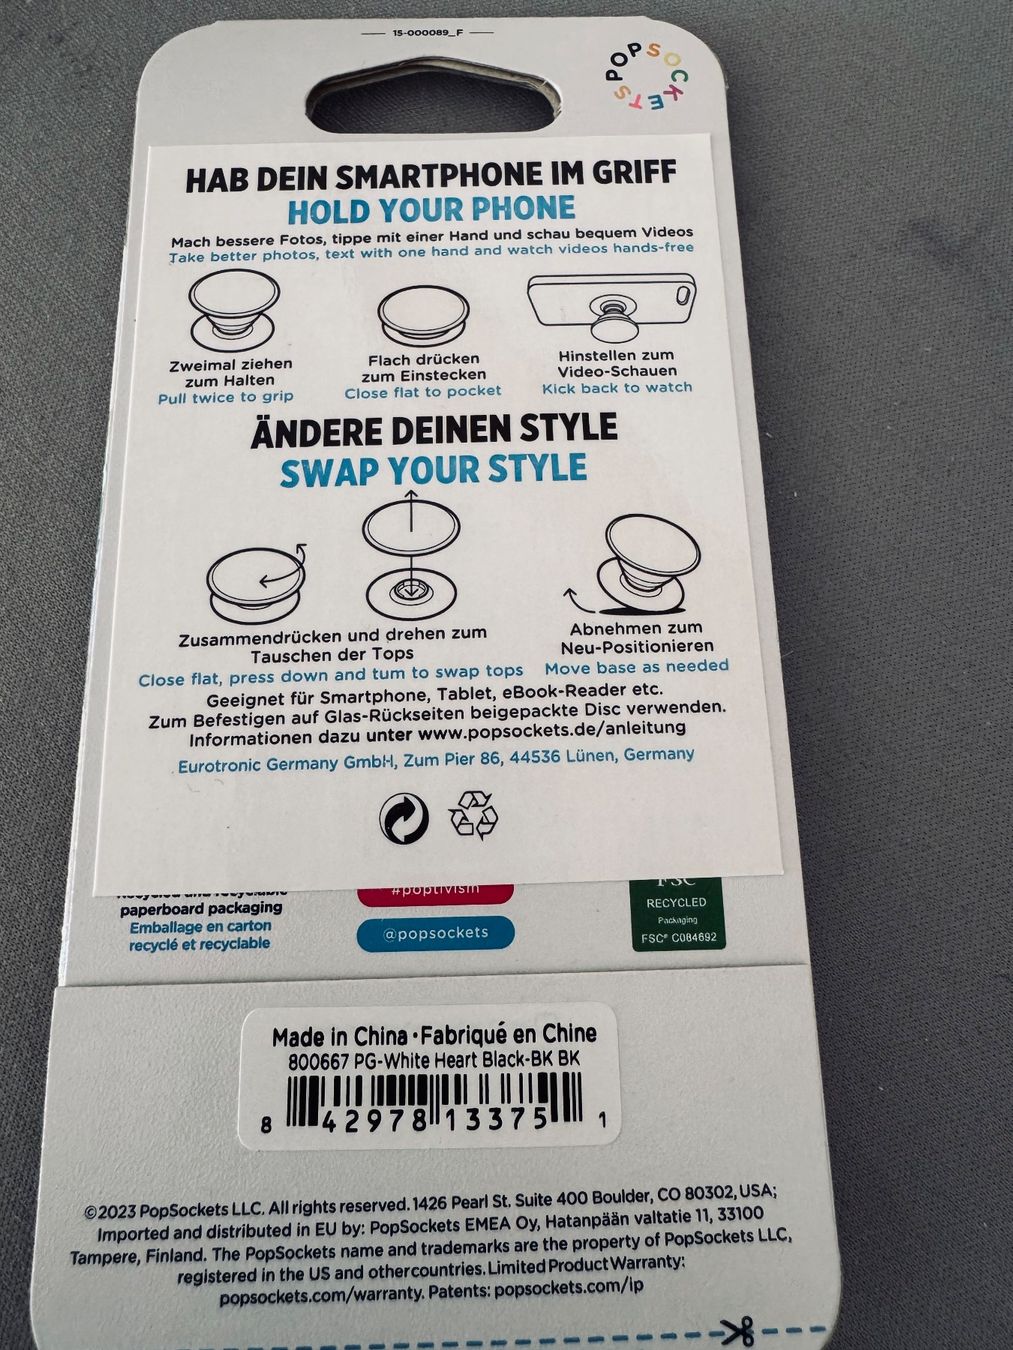 15-000089_F
POPSOCKETS
HAB DEIN SMARTPHONE IM GRIFF
HOLD YOUR PHONE
Mach bessere Fotos, tippe mit einer Hand und schau bequem Videos
Take better photos, text with one hand and watch videos hands-free
Zweimal ziehen
zum Halten
Pull twice to grip
Flach drücken
zum Einstecken
Close flat to pocket
Hinstellen zum
Video-Schauen
Kick back to watch
ÄNDERE DEINEN STYLE
SWAP YOUR STYLE
Zusammendrücken und drehen zum
Tauschen der Tops
Close flat, press down and tum to swap tops
Abnehmen zum
Neu-Positionieren
Move base as needed
Geeignet für Smartphone, Tablet, eBook-Reader etc.
Zum Befestigen auf Glas-Rückseiten beigepackte Disc verwenden.
Informationen dazu unter www.popsockets.de/anleitung
Eurotronic Germany GmbH, Zum Pier 86, 44536 Lünen, Germany
Recycled and recyclable
paperboard packaging
Emballage en carton
recyclé et recyclable
#poptivism
@popsockets
FSC
RECYCLED
Packaging
FSC® C084692
Made in China · Fabriqué en Chine
800667 PG-White Heart Black-BK BK
8 42978 13375 1
©2023 PopSockets LLC. All rights reserved. 1426 Pearl St. Suite 400 Boulder, CO 80302, USA;
Imported and distributed in EU by: PopSockets EMEA Oy, Hatanpään valtatie 11, 33100
Tampere, Finland. The PopSockets name and trademarks are the property of PopSockets LLC,
registered in the US and other countries. Limited Product Warranty:
popsockets.com/warranty. Patents: popsockets.com/ip